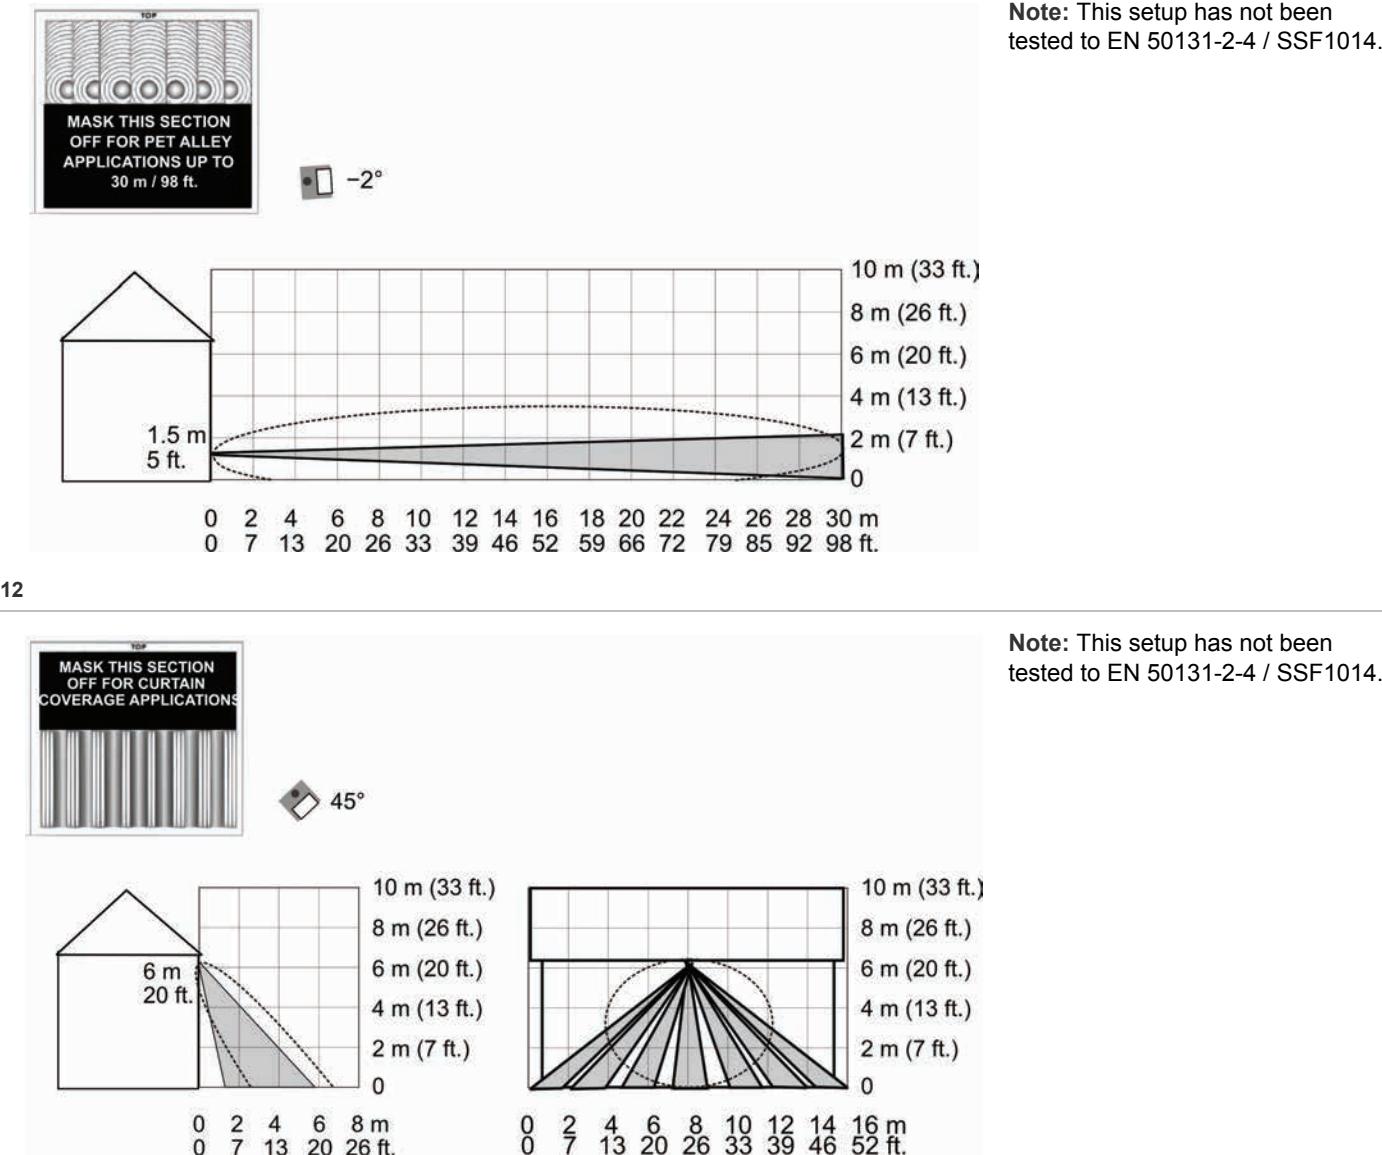 Note: This setup has not been
tested to EN 50131-2-4 / SSF1014.
TOP
MASK THIS SECTION
OFF FOR PET ALLEY
APPLICATIONS UP TO
30 m / 98 ft.
−2°
10 m (33 ft.)
8 m (26 ft.)
6 m (20 ft.)
4 m (13 ft.)
2 m (7 ft.)
0
1.5 m
5 ft.
0 2 4 6 8 10 12 14 16 18 20 22 24 26 28 30 m
0 7 13 20 26 33 39 46 52 59 66 72 79 85 92 98 ft.
12
Note: This setup has not been
tested to EN 50131-2-4 / SSF1014.
TOP
MASK THIS SECTION
OFF FOR CURTAIN
COVERAGE APPLICATIONS
45°
10 m (33 ft.)
8 m (26 ft.)
6 m (20 ft.)
4 m (13 ft.)
2 m (7 ft.)
0
6 m
20 ft.
0 2 4 6 8 m
0 7 13 20 26 ft.
10 m (33 ft.)
8 m (26 ft.)
6 m (20 ft.)
4 m (13 ft.)
2 m (7 ft.)
0
0 2 4 6 8 10 12 14 16 m
0 7 13 20 26 33 39 46 52 ft.